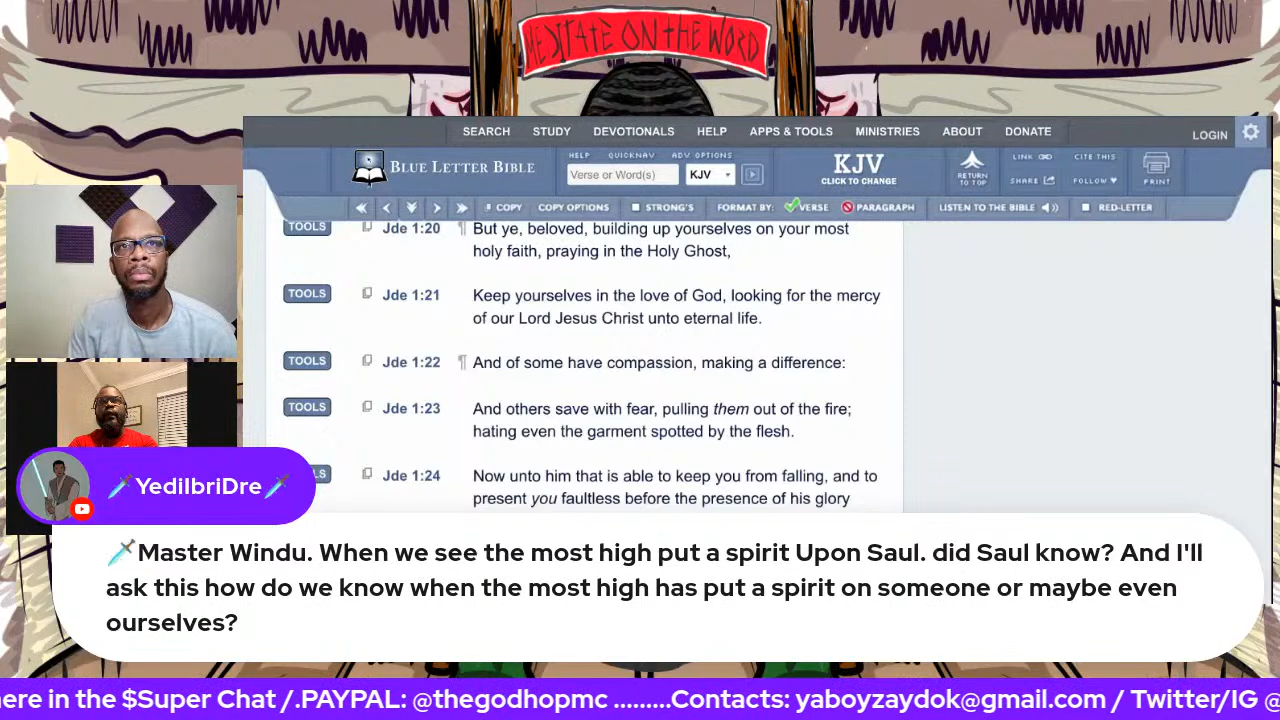 MEDITATE ON THE WORD
SEARCH STUDY DEVOTIONALS HELP APPS & TOOLS MINISTRIES ABOUT DONATE
LOGIN
BLUE LETTER BIBLE
HELP QUICKNAV ADV OPTIONS
Verse or Word(s) KJV
KJV
CLICK TO CHANGE
RETURN TO TOP
LINK CITE THIS
SHARE FOLLOW
PRINT
COPY COPY OPTIONS STRONG'S FORMAT BY: VERSE PARAGRAPH LISTEN TO THE BIBLE RED-LETTER
TOOLS Jde 1:20 ¶ But ye, beloved, building up yourselves on your most
holy faith, praying in the Holy Ghost,
TOOLS Jde 1:21 Keep yourselves in the love of God, looking for the mercy
of our Lord Jesus Christ unto eternal life.
TOOLS Jde 1:22 ¶ And of some have compassion, making a difference:
TOOLS Jde 1:23 And others save with fear, pulling them out of the fire;
hating even the garment spotted by the flesh.
LS Jde 1:24 Now unto him that is able to keep you from falling, and to
present you faultless before the presence of his glory
🗡️YediIbriDre🗡️
🗡️Master Windu. When we see the most high put a spirit Upon Saul. did Saul know? And I'll
ask this how do we know when the most high has put a spirit on someone or maybe even
ourselves?
here in the $Super Chat /.PAYPAL: @thegodhopmc .........Contacts: yaboyzaydok@gmail.com / Twitter/IG @